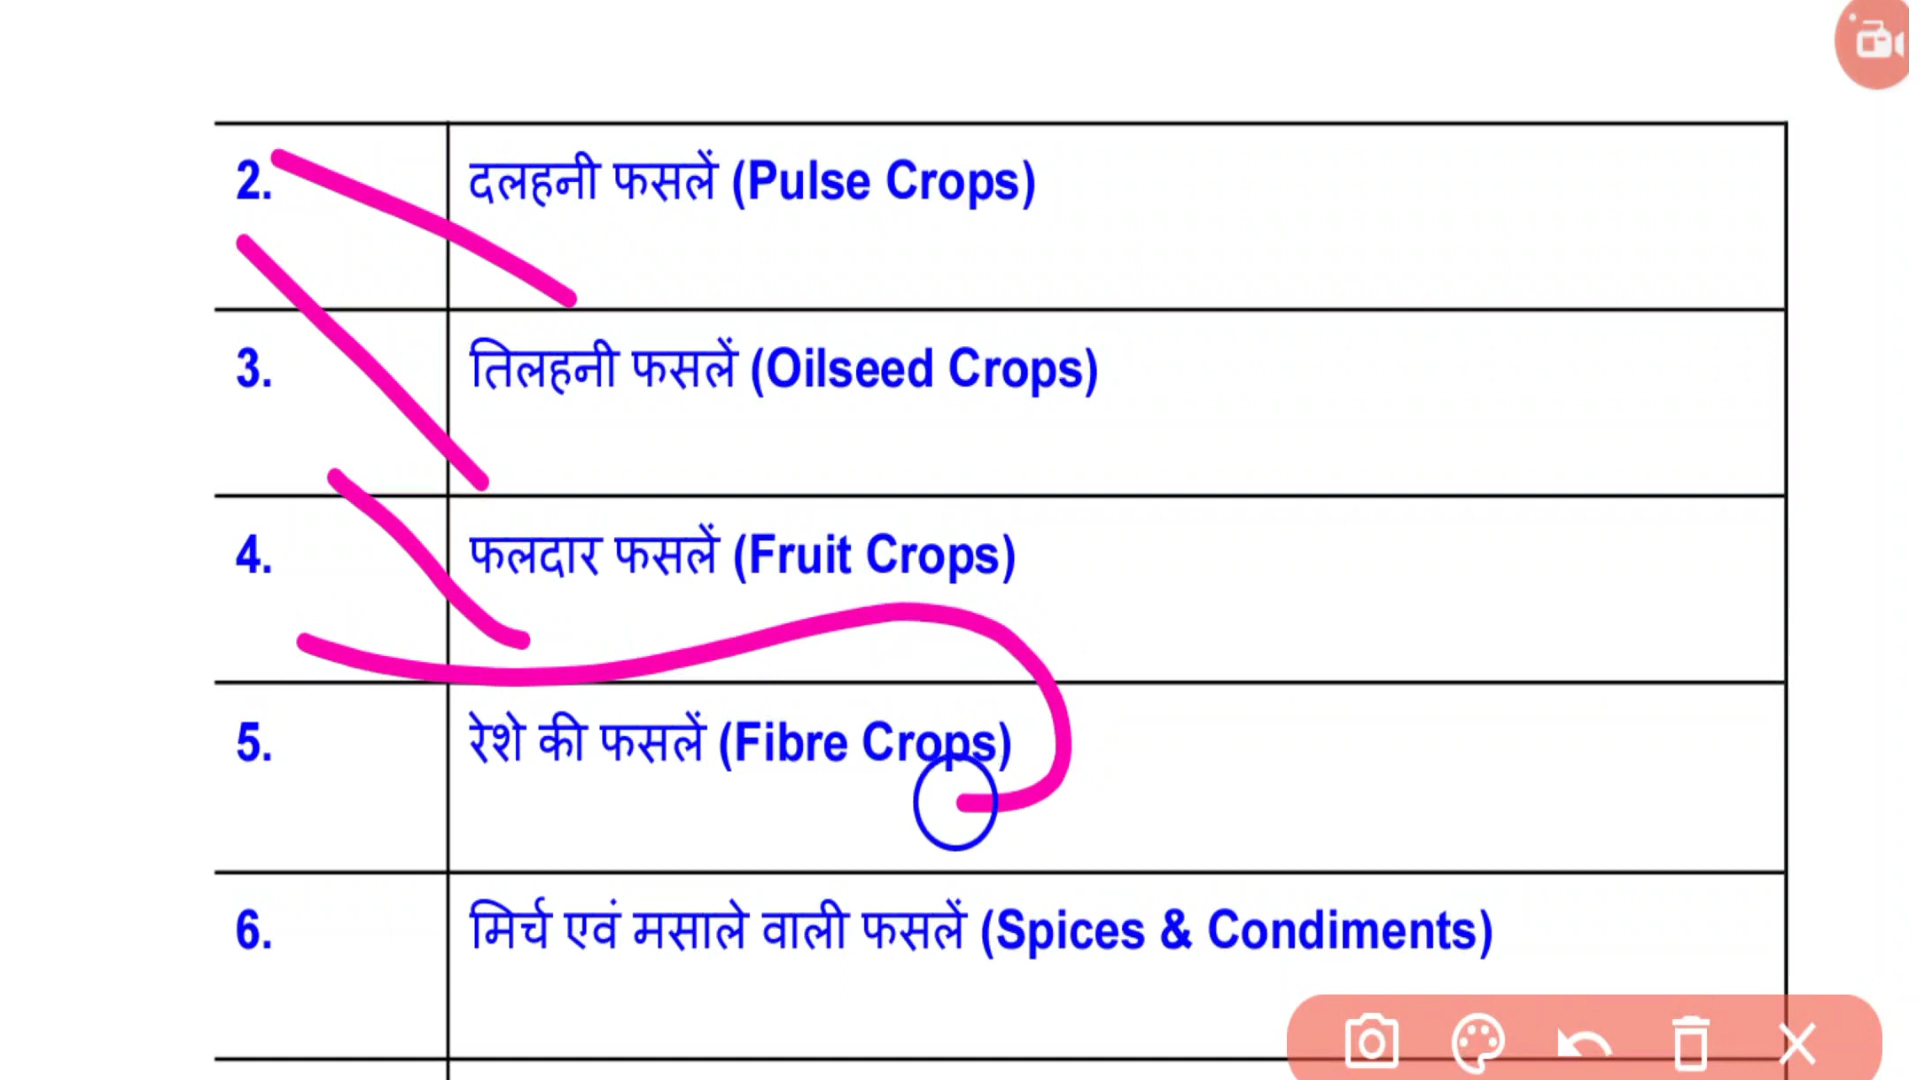 2. दलहनी फसलें (Pulse Crops)
3. तिलहनी फसलें (Oilseed Crops)
4. फलदार फसलें (Fruit Crops)
5. रेशे की फसलें (Fibre Crops)
6. मिर्च एवं मसाले वाली फसलें (Spices & Condiments)